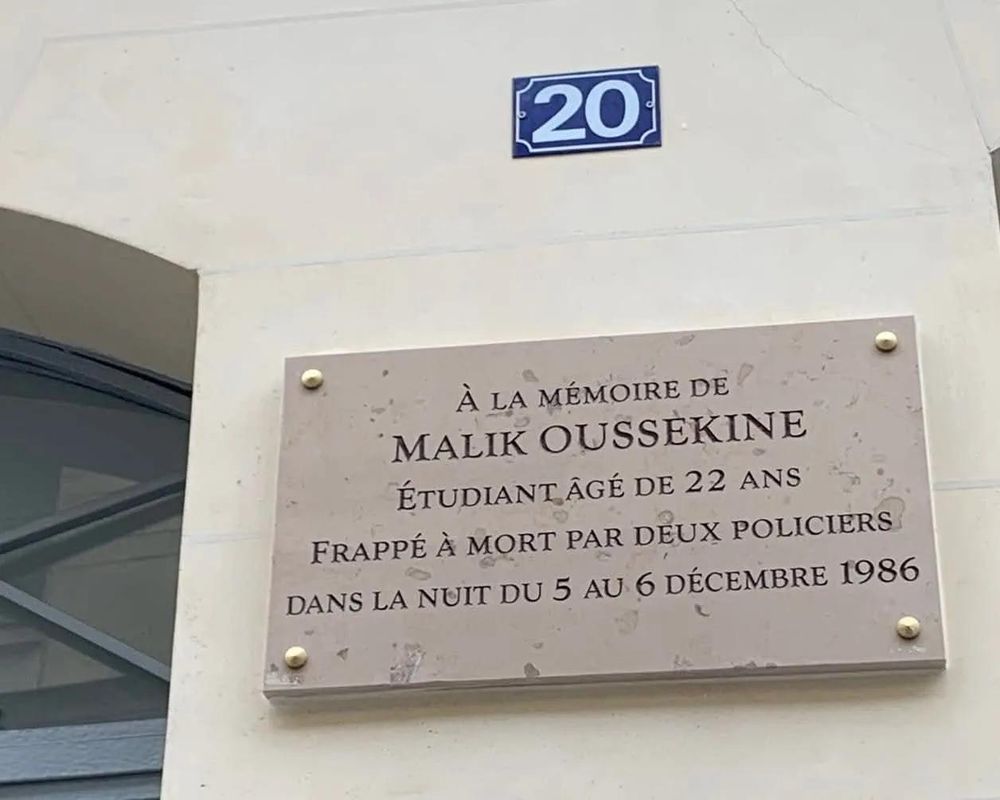 20
À LA MÉMOIRE DE
MALIK OUSSEKINE
ÉTUDIANT ÂGÉ DE 22 ANS
FRAPPÉ À MORT PAR DEUX POLICIERS
DANS LA NUIT DU 5 AU 6 DÉCEMBRE 1986